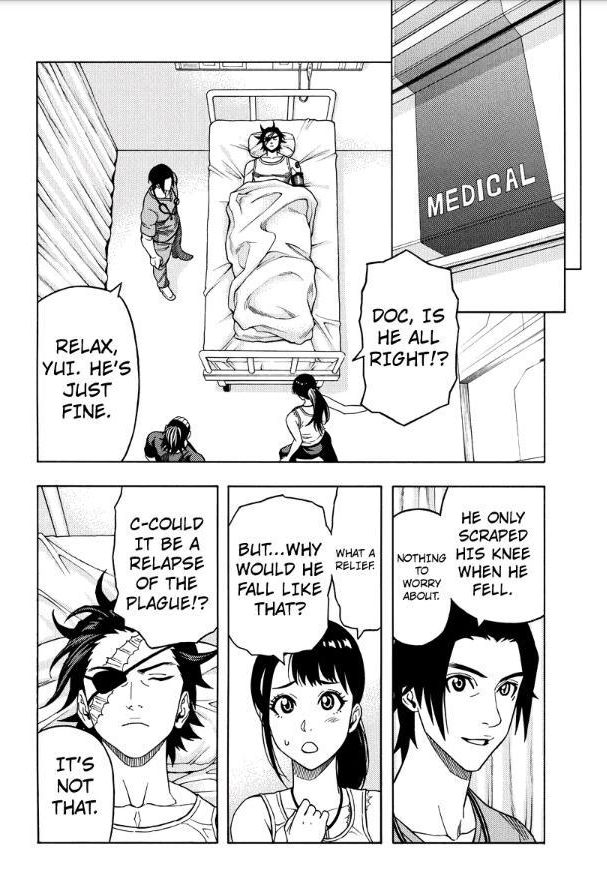 MEDICAL
DOC, IS
HE ALL
RIGHT!?
RELAX,
YUI. HE'S
JUST
FINE.
HE ONLY
SCRAPED
HIS KNEE
WHEN HE
FELL.
NOTHING
TO
WORRY
ABOUT.
WHAT A
RELIEF.
BUT...WHY
WOULD HE
FALL LIKE
THAT?
C-COULD
IT BE A
RELAPSE
OF THE
PLAGUE!?
IT'S
NOT
THAT.